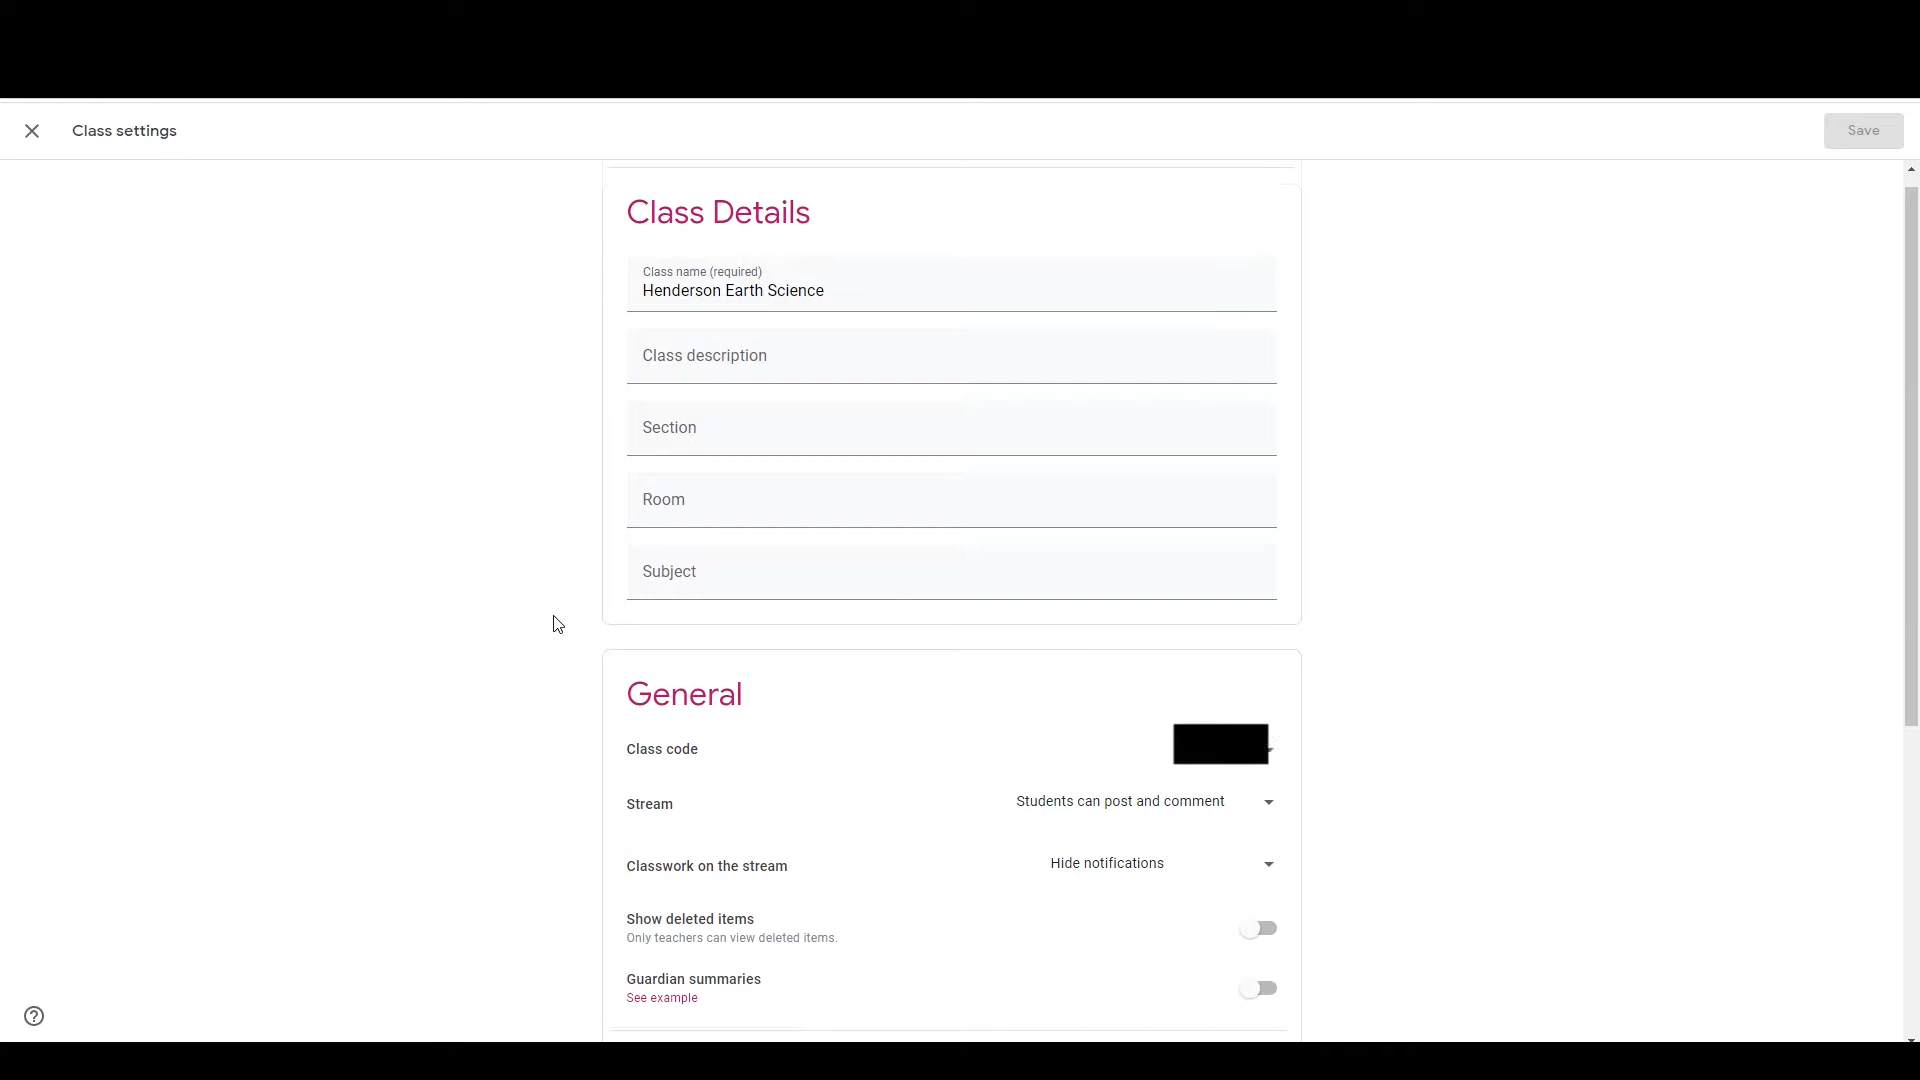 Class settings
Save
Class Details
Class name (required)
Henderson Earth Science
Class description
Section
Room
Subject
General
Class code
Stream
Students can post and comment
Classwork on the stream
Hide notifications
Show deleted items
Only teachers can view deleted items.
Guardian summaries
See example